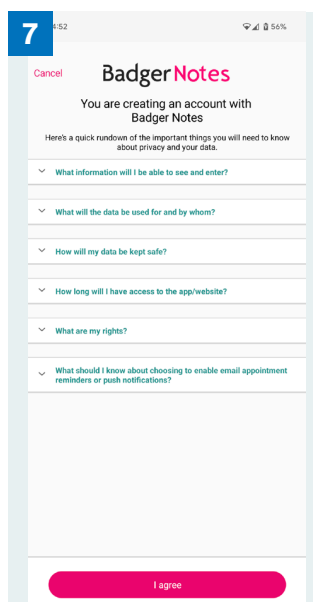 7
4:52
56%
Cancel
Badger Notes
You are creating an account with
Badger Notes
Here's a quick rundown of the important things you will need to know
about privacy and your data.
What information will I be able to see and enter?
What will the data be used for and by whom?
How will my data be kept safe?
How long will I have access to the app/website?
What are my rights?
What should I know about choosing to enable email appointment
reminders or push notifications?
I agree